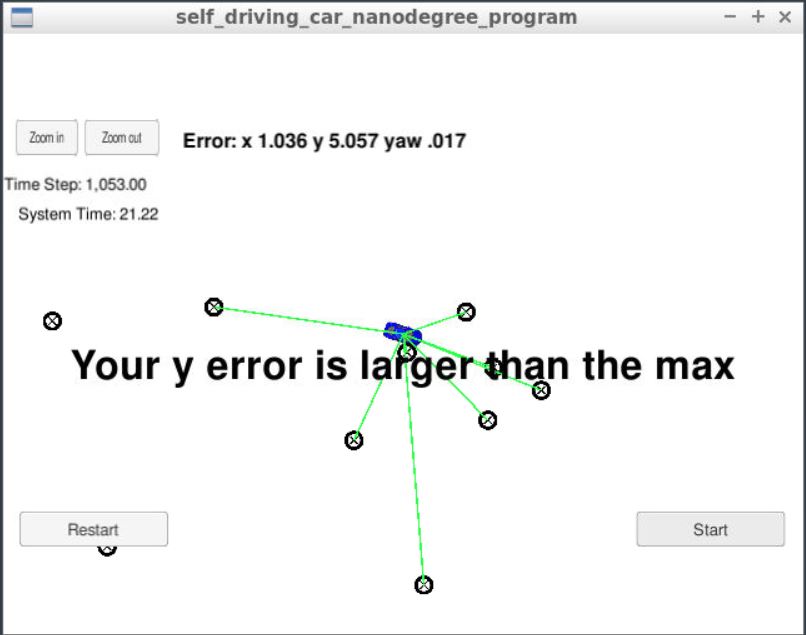 self_driving_car_nanodegree_program
Zoom in
Zoom out
Error: x 1.036 y 5.057 yaw .017
Time Step: 1,053.00
System Time: 21.22
Your y error is larger than the max
Restart
Start